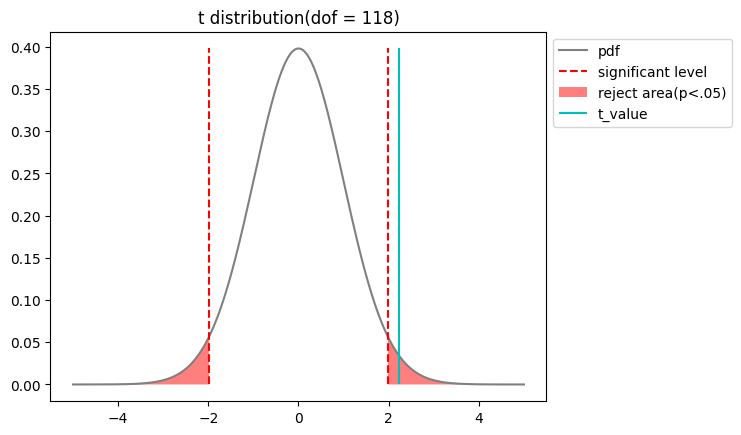 t distribution(dof = 118)
0.40
0.35
0.30
0.25
0.20
0.15
0.10
0.05
0.00
−4
−2
0
2
4
pdf
significant level
reject area(p<.05)
t_value